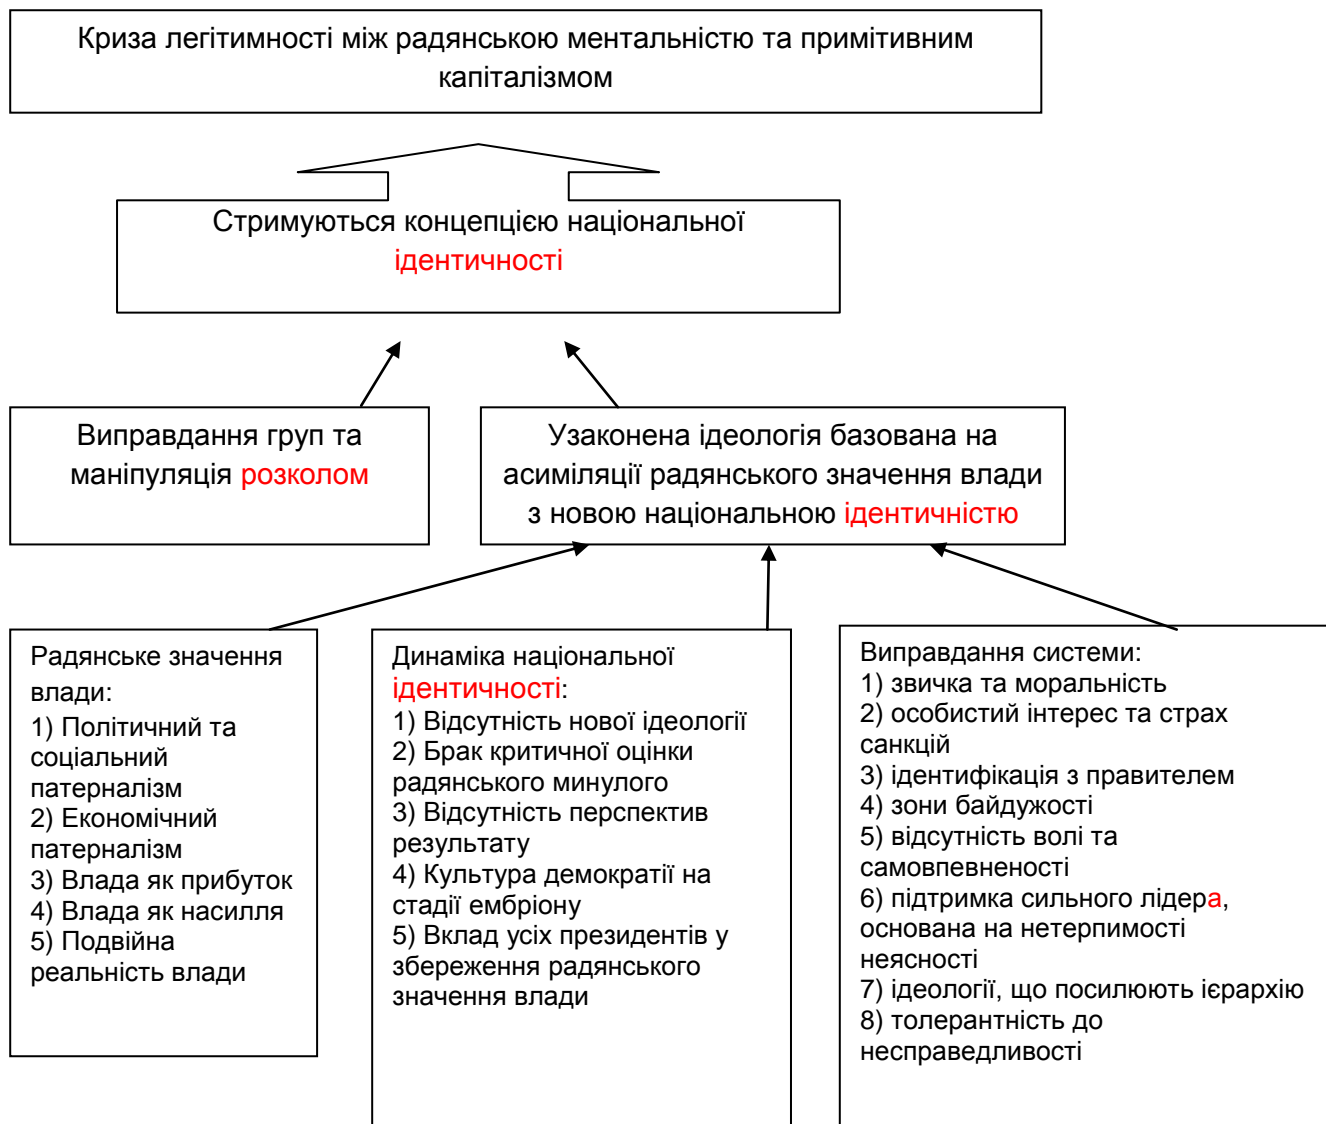 Криза легітимності між радянською ментальністю та примітивним
капіталізмом
Стримуються концепцією національної
ідентичності
Виправдання груп та
маніпуляція розколом
Узаконена ідеологія базована на
асиміляції радянського значення влади
з новою національною ідентичністю
Радянське значення
влади:
1) Політичний та
соціальний
патерналізм
2) Економічний
патерналізм
3) Влада як прибуток
4) Влада як насилля
5) Подвійна
реальність влади
Динаміка національної
ідентичності:
1) Відсутність нової ідеології
2) Брак критичної оцінки
радянського минулого
3) Відсутність перспектив
результату
4) Культура демократії на
стадії ембріону
5) Вклад усіх президентів у
збереження радянського
значення влади
Виправдання системи:
1) звичка та моральність
2) особистий інтерес та страх
санкцій
3) ідентифікація з правителем
4) зони байдужості
5) відсутність волі та
самовпевненості
6) підтримка сильного лідера,
основана на нетерпимості
неясності
7) ідеології, що посилюють ієрархію
8) толерантність до
несправедливості